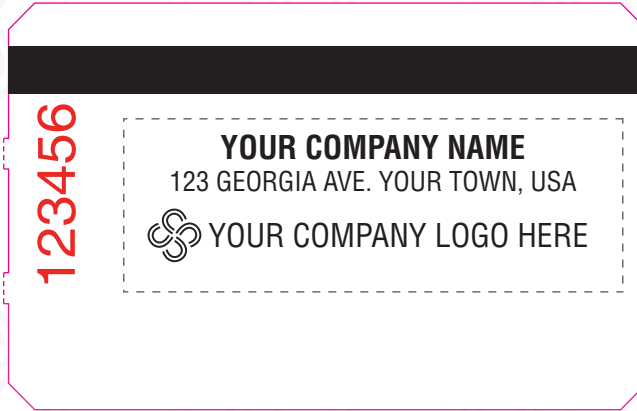 123456
YOUR COMPANY NAME
123 GEORGIA AVE. YOUR TOWN, USA
YOUR COMPANY LOGO HERE